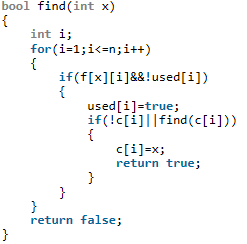 bool find(int x)
{
    int i;
    for(i=1;i<=n;i++)
    {
        if(f[x][i]&&!used[i])
        {
            used[i]=true;
            if(!c[i]||find(c[i]))
            {
                c[i]=x;
                return true;
            }
        }
    }
    return false;
}